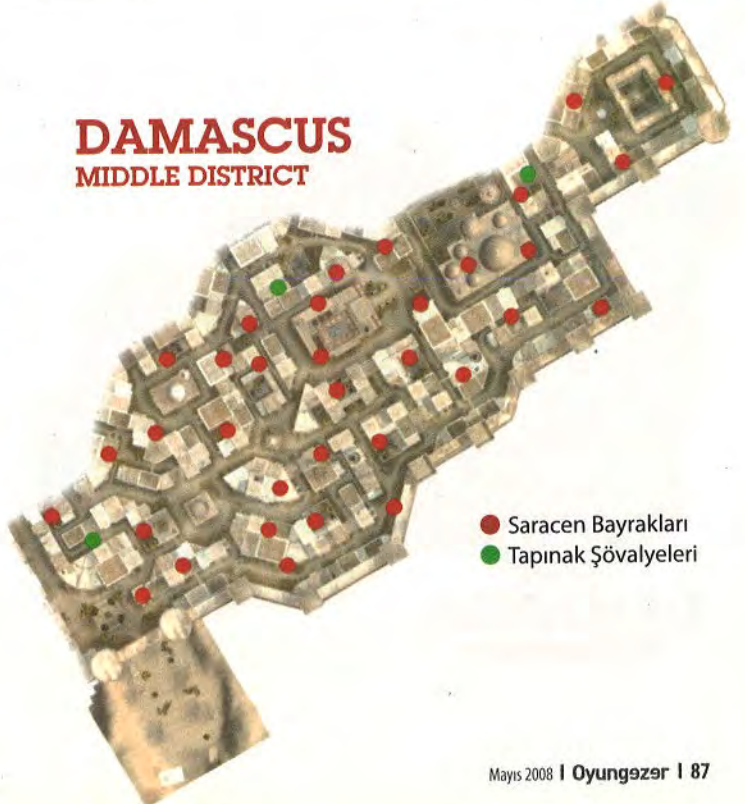 DAMASCUS
MIDDLE DISTRICT
Saracen Bayrakları
Tapınak Şövalyeleri
Mayıs 2008 | Oyungezer | 87